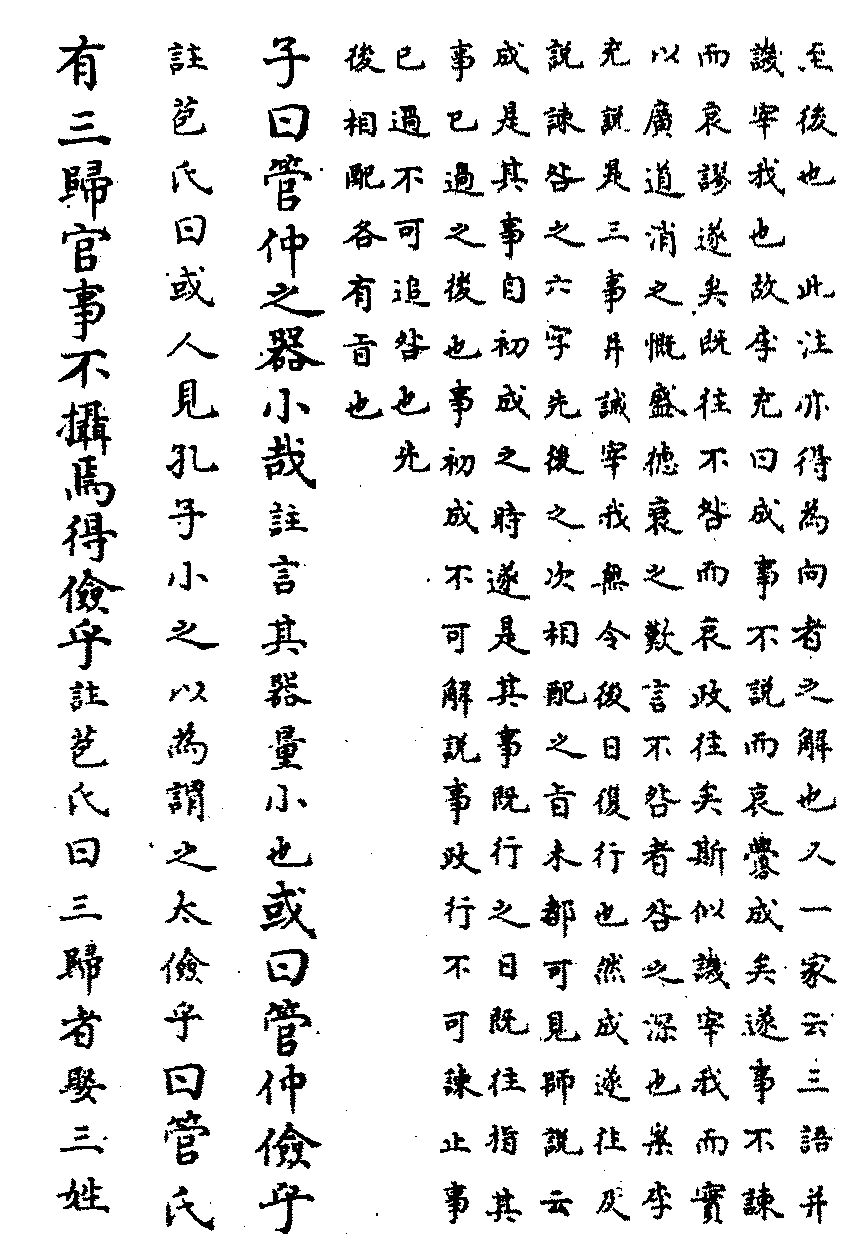 至後也　此注亦得為向者之解也又一家云三語并
譏宰我也故李充曰成事不説而哀釁成矣遂事不諫
而哀謬遂矣既往不咎而哀政往矣斯似譏宰我而實
以廣道消之慨盛德衰之歎言不咎者咎之深也案李
充説是三事并誡宰我無令後日復行也然成遂往及
説諫咎之六字先後之次相配之旨未都可見師説云
成是其事自初成之時遂是其事既行之日既往指其
事已過之後也事初成不可解説事政行不可諫止事
已過不可追咎也先
後相配各有旨也
子曰管仲之器小哉註言其器量小也或曰管仲儉乎
註苞氏曰或人見孔子小之以為謂之太儉乎曰管氏
有三歸官事不攝焉得儉乎註苞氏曰三歸者娶三姓